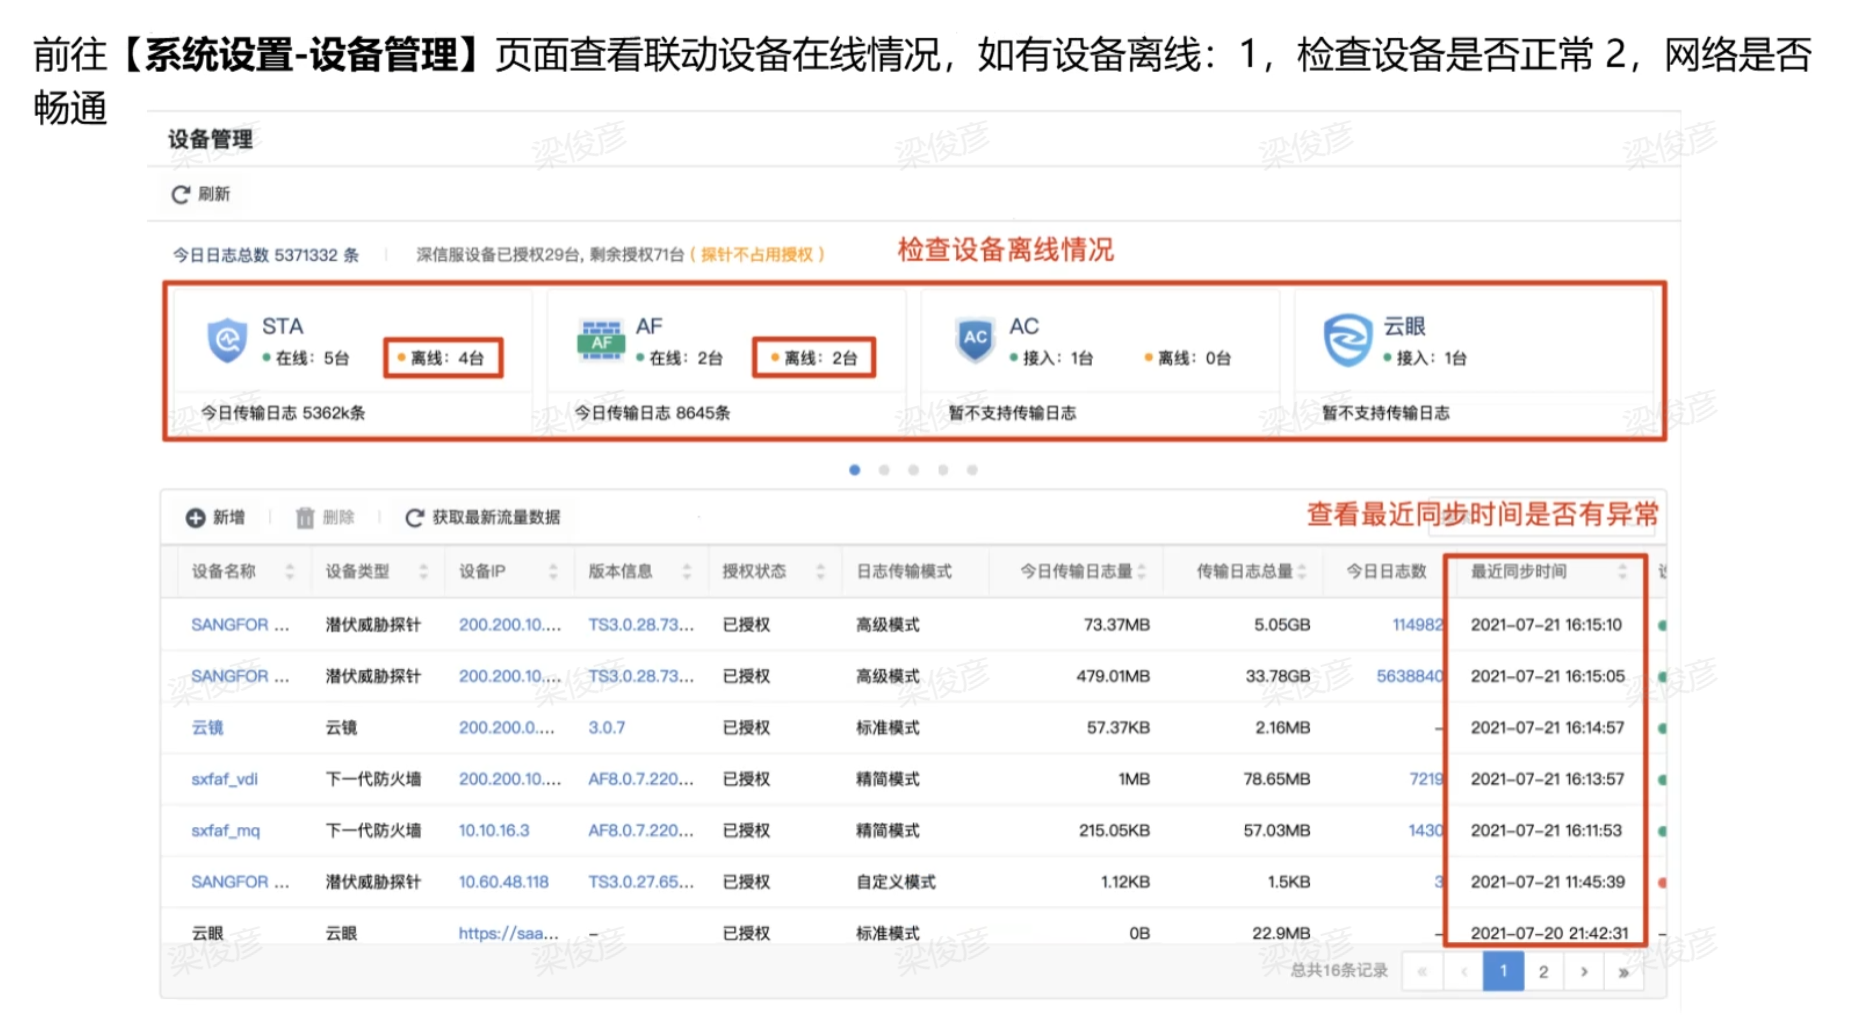 前往【系统设置-设备管理】页面查看联动设备在线情况，如有设备离线：1，检查设备是否正常 2，网络是否
畅通
设备管理
刷新
今日日志总数 5371332 条 深信服设备已授权29台, 剩余授权71台 ( 探针不占用授权 ) 检查设备离线情况
STA AF AC 云眼
在线：5台 离线：4台 在线：2台 离线：2台 接入：1台 离线：0台 接入：1台
今日传输日志 5362k条 今日传输日志 8645条 暂不支持传输日志 暂不支持传输日志
新增 删除 获取最新流量数据 查看最近同步时间是否有异常
设备名称 设备类型 设备IP 版本信息 授权状态 日志传输模式 今日传输日志量 传输日志总量 今日日志数 最近同步时间
SANGFOR ... 潜伏威胁探针 200.200.10.... TS3.0.28.73... 已授权 高级模式 73.37MB 5.05GB 114982 2021-07-21 16:15:10
SANGFOR ... 潜伏威胁探针 200.200.10.... TS3.0.28.73... 已授权 高级模式 479.01MB 33.78GB 5638840 2021-07-21 16:15:05
云镜 云镜 200.200.0.... 3.0.7 已授权 标准模式 57.37KB 2.16MB – 2021-07-21 16:14:57
sxfaf_vdi 下一代防火墙 200.200.10.... AF8.0.7.220... 已授权 精简模式 1MB 78.65MB 7219 2021-07-21 16:13:57
sxfaf_mq 下一代防火墙 10.10.16.3 AF8.0.7.220... 已授权 精简模式 215.05KB 57.03MB 1430 2021-07-21 16:11:53
SANGFOR ... 潜伏威胁探针 10.60.48.118 TS3.0.27.65... 已授权 自定义模式 1.12KB 1.5KB 3 2021-07-21 11:45:39
云眼 云眼 https://saa... – 已授权 标准模式 0B 22.9MB – 2021-07-20 21:42:31 –
总共16条记录 « ‹ 1 2 › »
梁俊彦